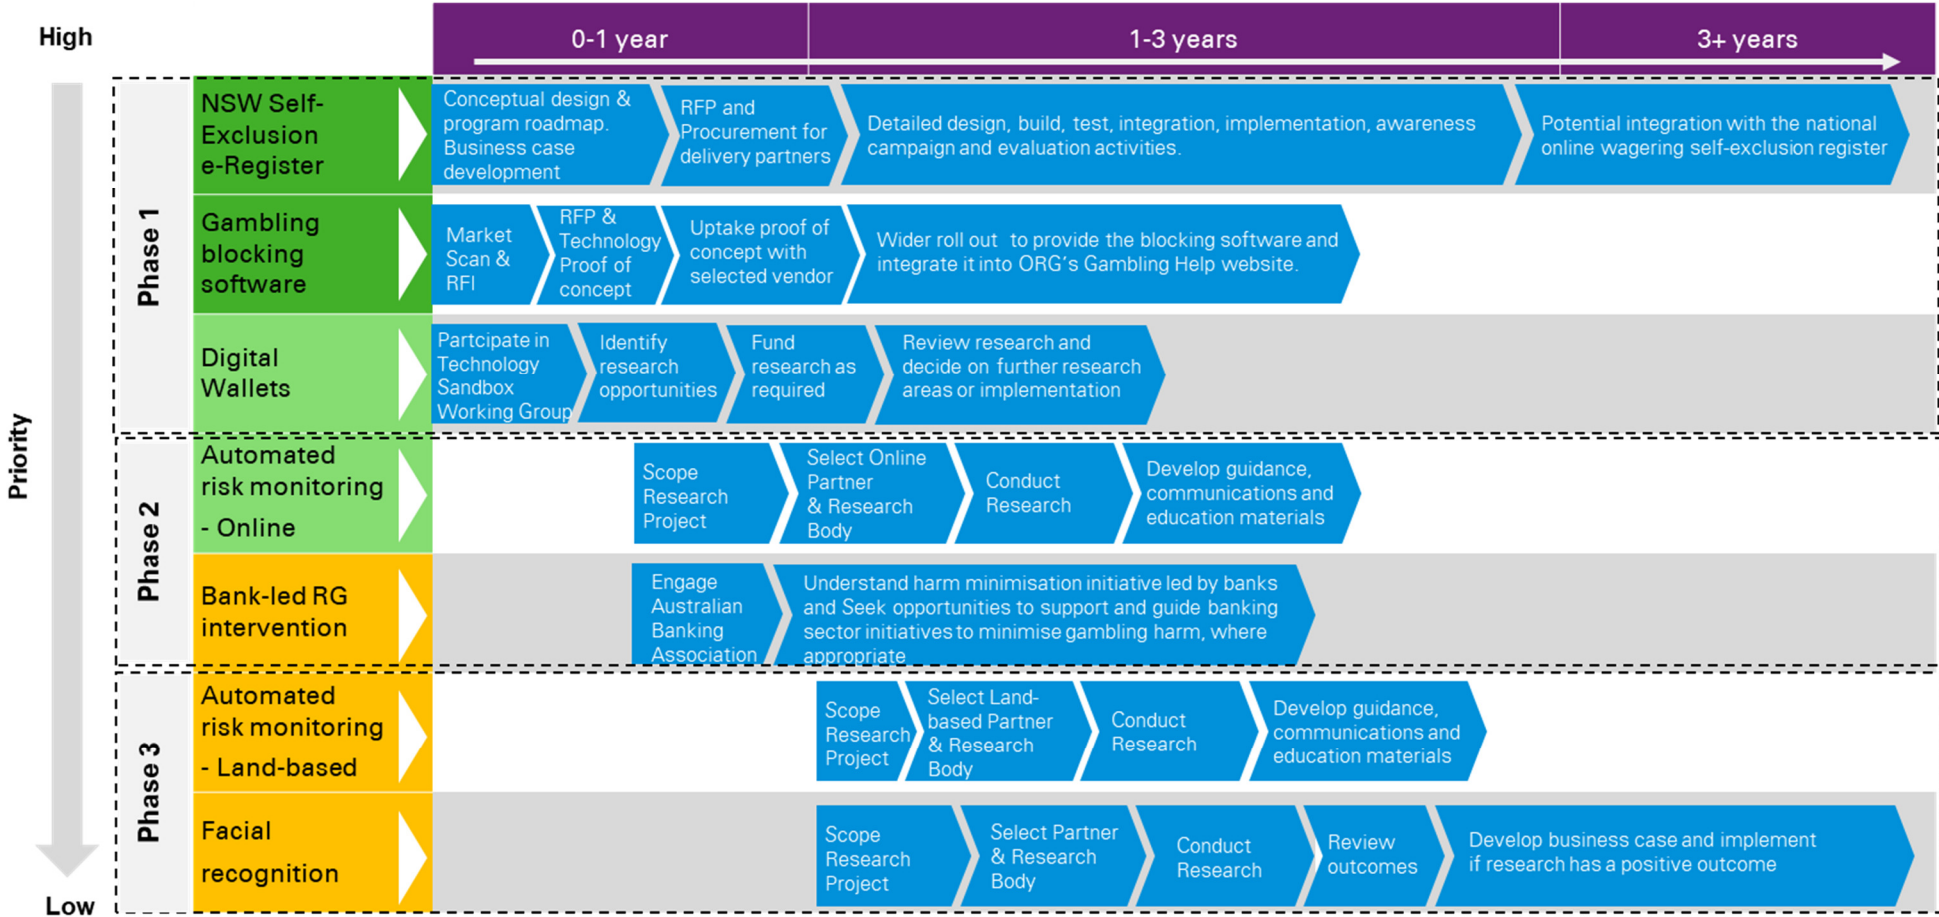 High
0-1 year
1-3 years
3+ years
Priority
Low
Phase 1
NSW Self-
Exclusion
e-Register
Conceptual design &
program roadmap.
Business case
development
RFP and
Procurement for
delivery partners
Detailed design, build, test, integration, implementation, awareness
campaign and evaluation activities.
Potential integration with the national
online wagering self-exclusion register
Gambling
blocking
software
Market
Scan &
RFI
RFP &
Technology
Proof of
concept
Uptake proof of
concept with
selected vendor
Wider roll out to provide the blocking software and
integrate it into ORG's Gambling Help website.
Digital
Wallets
Partcipate in
Technology
Sandbox
Working Group
Identify
research
opportunities
Fund
research as
required
Review research and
decide on further research
areas or implementation
Phase 2
Automated
risk monitoring
- Online
Scope
Research
Project
Select Online
Partner
& Research
Body
Conduct
Research
Develop guidance,
communications and
education materials
Bank-led RG
intervention
Engage
Australian
Banking
Association
Understand harm minimisation initiative led by banks
and Seek opportunities to support and guide banking
sector initiatives to minimise gambling harm, where
appropriate
Phase 3
Automated
risk monitoring
- Land-based
Scope
Research
Project
Select Land-
based Partner
& Research
Body
Conduct
Research
Develop guidance,
communications and
education materials
Facial
recognition
Scope
Research
Project
Select Partner
& Research
Body
Conduct
Research
Review
outcomes
Develop business case and implement
if research has a positive outcome